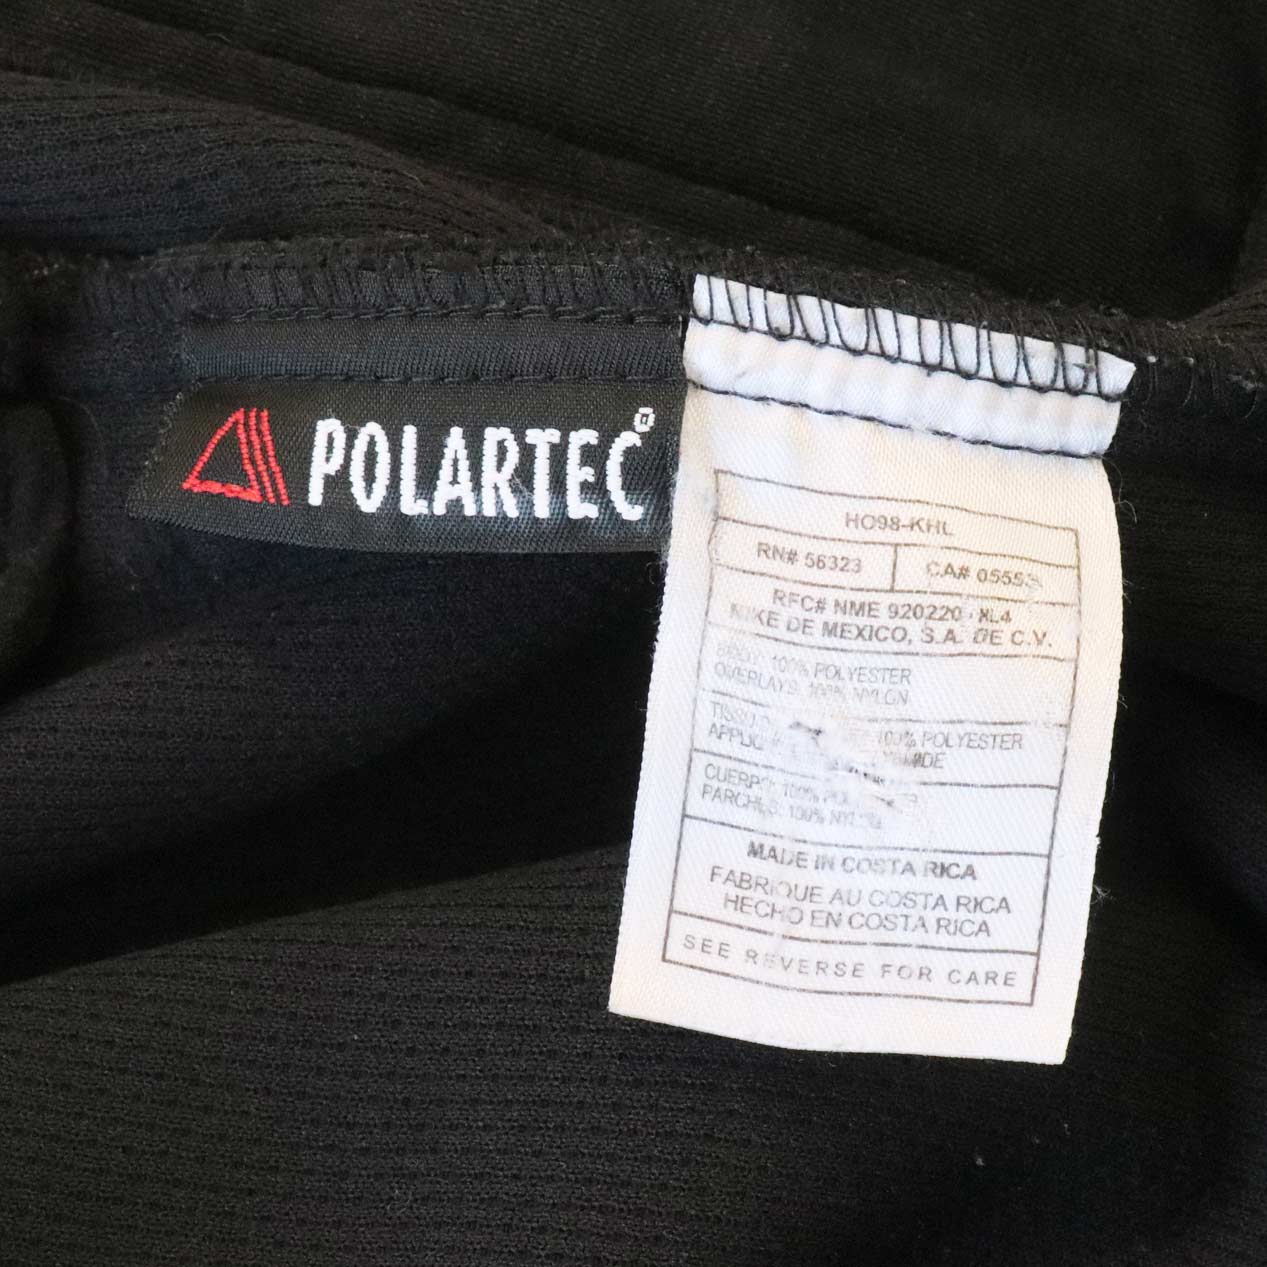 POLARTEC®
HO98-KHL
RN# 56323
CA# 05553
RFC# NME 920220 · XL4
NIKE DE MEXICO, S.A. DE C.V.
BODY: 100% POLYESTER
OVERLAYS: 100% NYLON
100% POLYESTER
CUERPO: 100%
PARCHES: 100% NYLON
MADE IN COSTA RICA
FABRIQUE AU COSTA RICA
HECHO EN COSTA RICA
SEE REVERSE FOR CARE